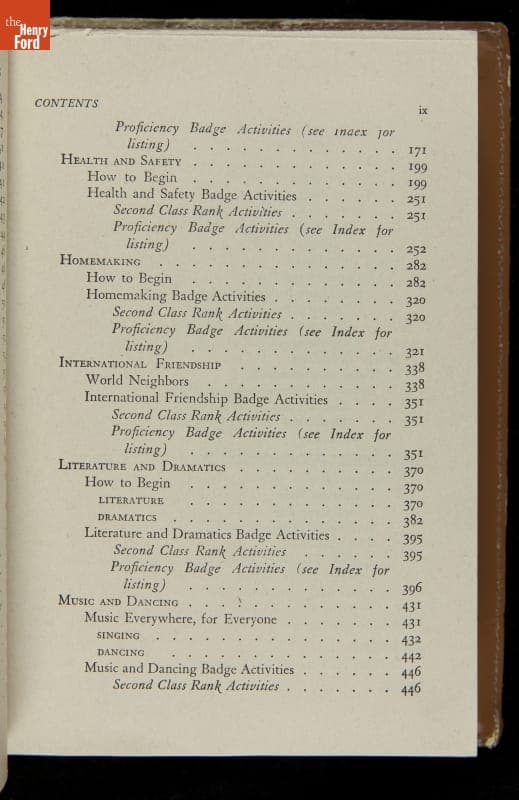 the
Henry
Ford
CONTENTS ix
Proficiency Badge Activities (see Index for
listing) . . . . . . . . . . . . . 171
HEALTH AND SAFETY . . . . . . . . . . . . . 199
How to Begin . . . . . . . . . . . . . 199
Health and Safety Badge Activities . . . . . . 251
Second Class Rank Activities . . . . . . . 251
Proficiency Badge Activities (see Index for
listing) . . . . . . . . . . . . . 252
HOMEMAKING . . . . . . . . . . . . . . . 282
How to Begin . . . . . . . . . . . . . 282
Homemaking Badge Activities . . . . . . . . 320
Second Class Rank Activities . . . . . . . 320
Proficiency Badge Activities (see Index for
listing) . . . . . . . . . . . . . 321
INTERNATIONAL FRIENDSHIP . . . . . . . . . . 338
World Neighbors . . . . . . . . . . . . 338
International Friendship Badge Activities . . . . 351
Second Class Rank Activities . . . . . . . 351
Proficiency Badge Activities (see Index for
listing) . . . . . . . . . . . . . 351
LITERATURE AND DRAMATICS . . . . . . . . . . 370
How to Begin . . . . . . . . . . . . . 370
LITERATURE . . . . . . . . . . . . . 370
DRAMATICS . . . . . . . . . . . . . . 382
Literature and Dramatics Badge Activities . . . . 395
Second Class Rank Activities . . . . . . 395
Proficiency Badge Activities (see Index for
listing) . . . . . . . . . . . . . 396
MUSIC AND DANCING . . . . . . . . . . . . . 431
Music Everywhere, for Everyone . . . . . . . 431
SINGING . . . . . . . . . . . . . . . 432
DANCING . . . . . . . . . . . . . . 442
Music and Dancing Badge Activities . . . . . . 446
Second Class Rank Activities . . . . . . . 446